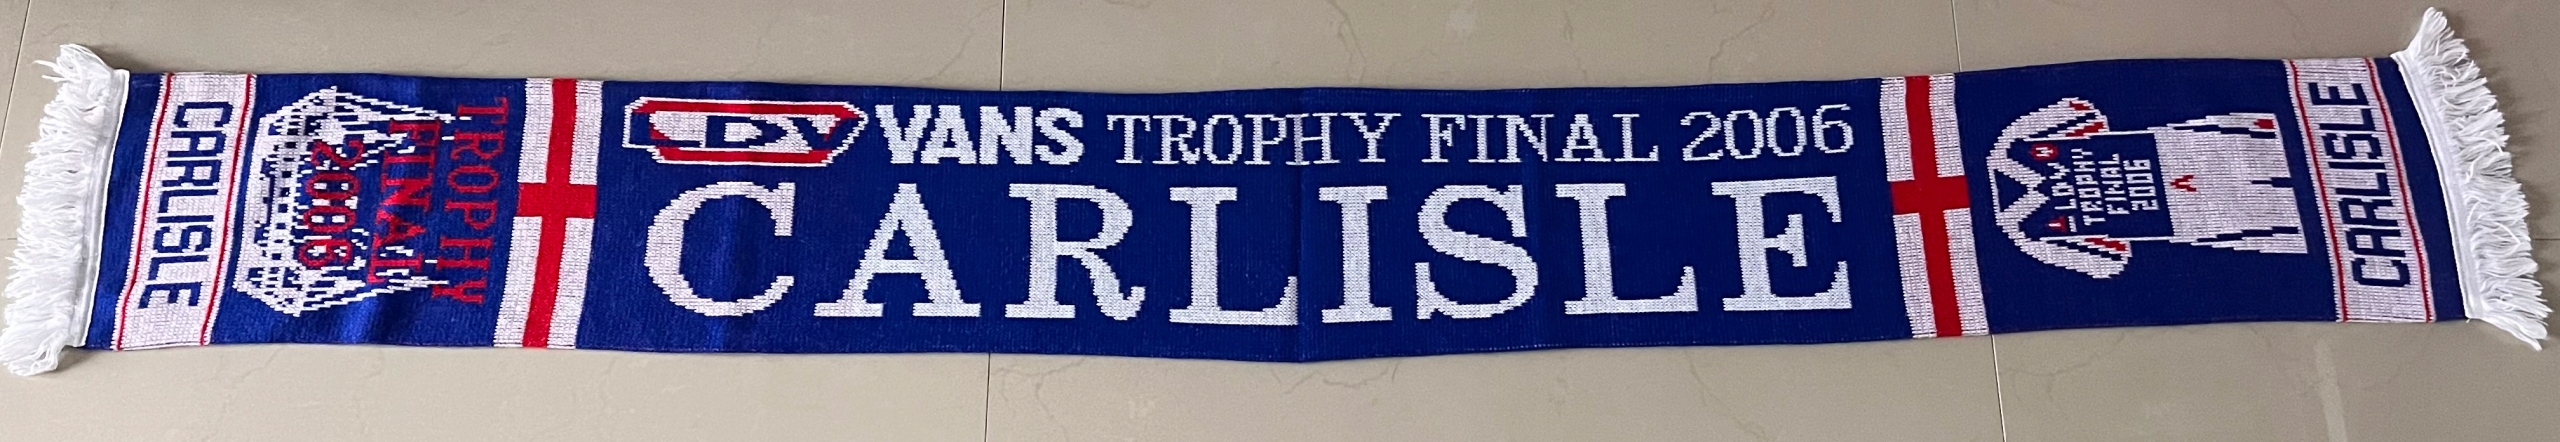 CARLISLE
TROPHY
FINAL
2006
LDV VANS TROPHY FINAL 2006
CARLISLE
LDV
TROPHY
FINAL
2006
CARLISLE